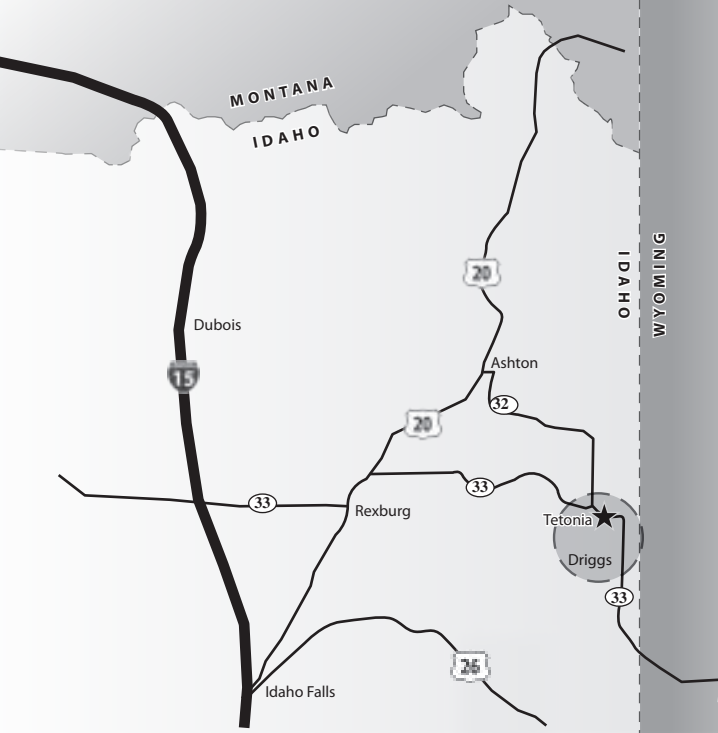 MONTANA
IDAHO
IDAHO
WYOMING
20
Dubois
Ashton
15
32
20
33
33
Rexburg
Tetonia
Driggs
33
26
Idaho Falls